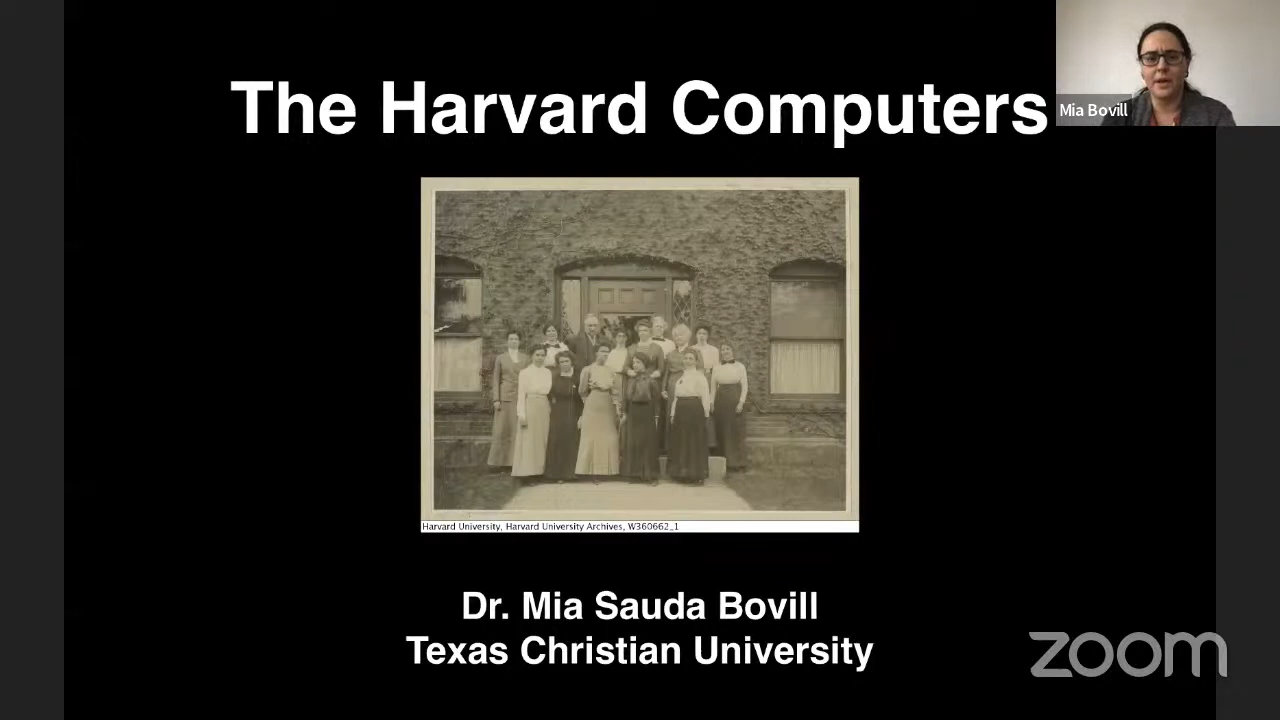 The Harvard Computers
Mia Bovill
Harvard University, Harvard University Archives, W360662_1
Dr. Mia Sauda Bovill
Texas Christian University
zoom